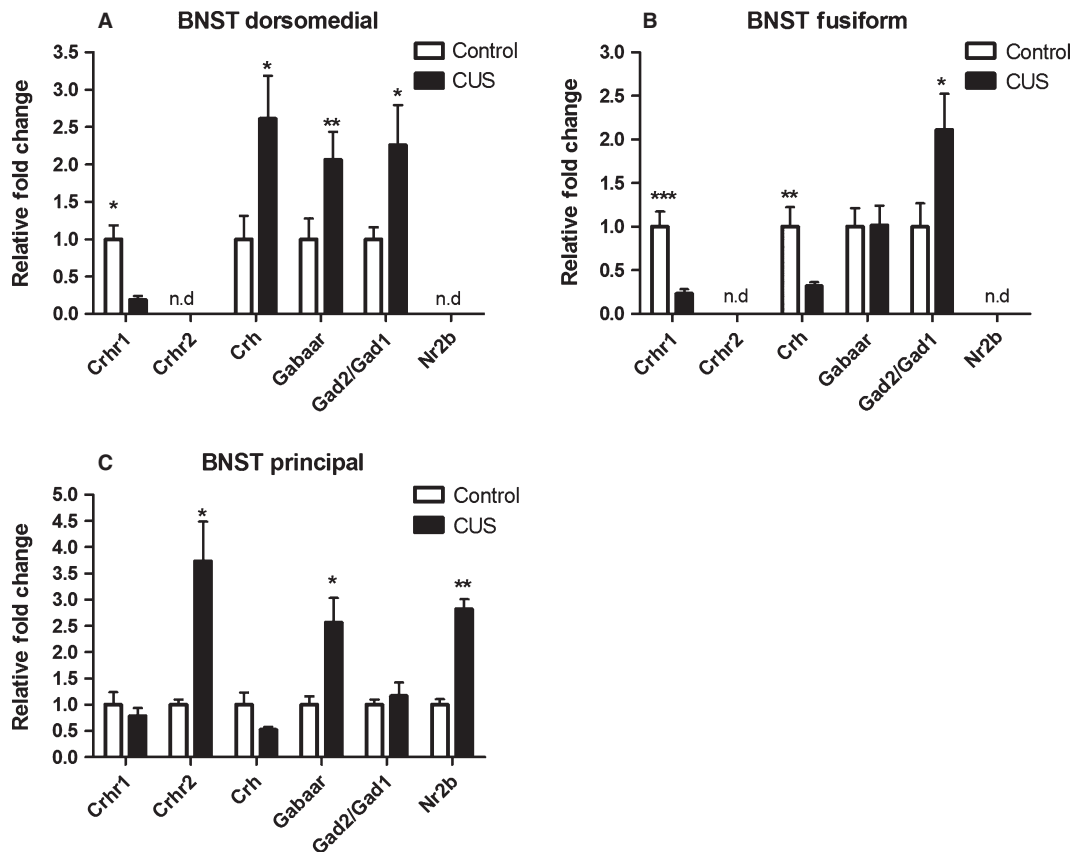 A BNST dorsomedial
Control
CUS
Relative fold change
3.5
3.0
2.5
2.0
1.5
1.0
0.5
0.0
*
*
**
*
n.d
n.d
Crhr1
Crhr2
Crh
Gabaar
Gad2/Gad1
Nr2b
B BNST fusiform
Control
CUS
Relative fold change
3.0
2.5
2.0
1.5
1.0
0.5
0.0
***
**
*
n.d
n.d
Crhr1
Crhr2
Crh
Gabaar
Gad2/Gad1
Nr2b
C BNST principal
Control
CUS
Relative fold change
5.0
4.5
4.0
3.5
3.0
2.5
2.0
1.5
1.0
0.5
0.0
*
*
**
Crhr1
Crhr2
Crh
Gabaar
Gad2/Gad1
Nr2b